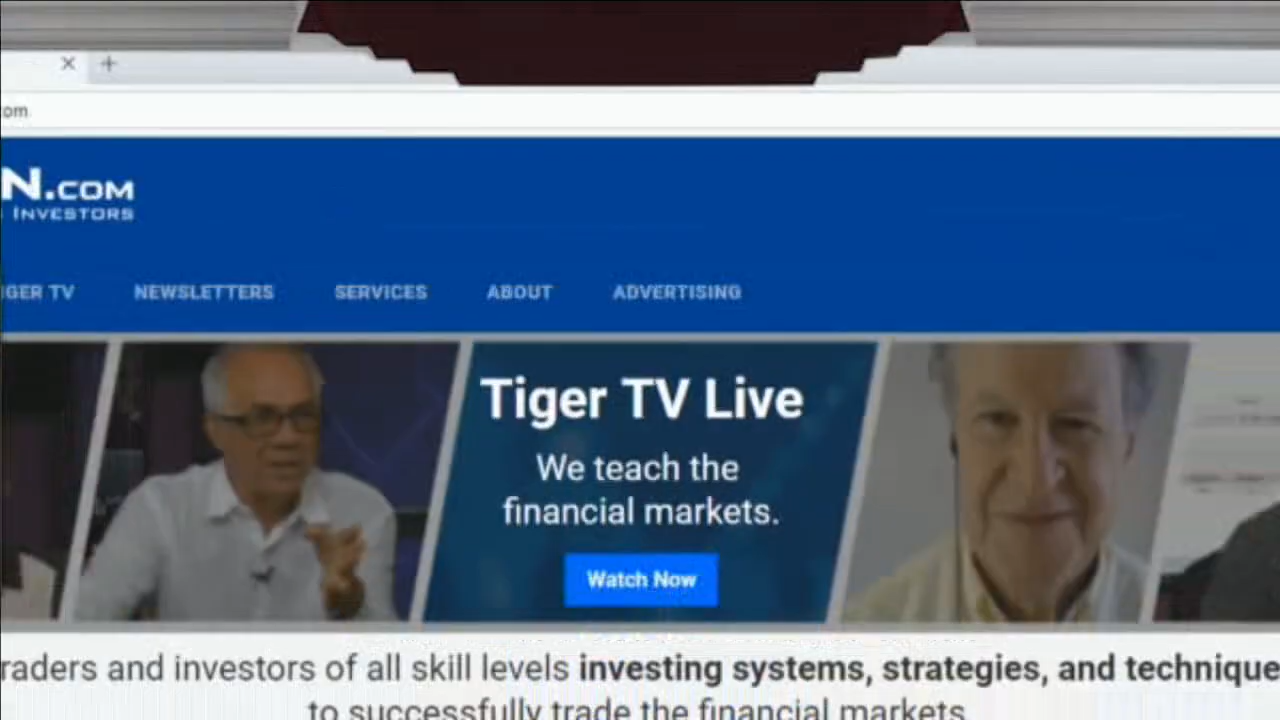 om
N.COM
INVESTORS
IGER TV NEWSLETTERS SERVICES ABOUT ADVERTISING
Tiger TV Live
We teach the
financial markets.
Watch Now
raders and investors of all skill levels investing systems, strategies, and technique
to successfully trade the financial markets.